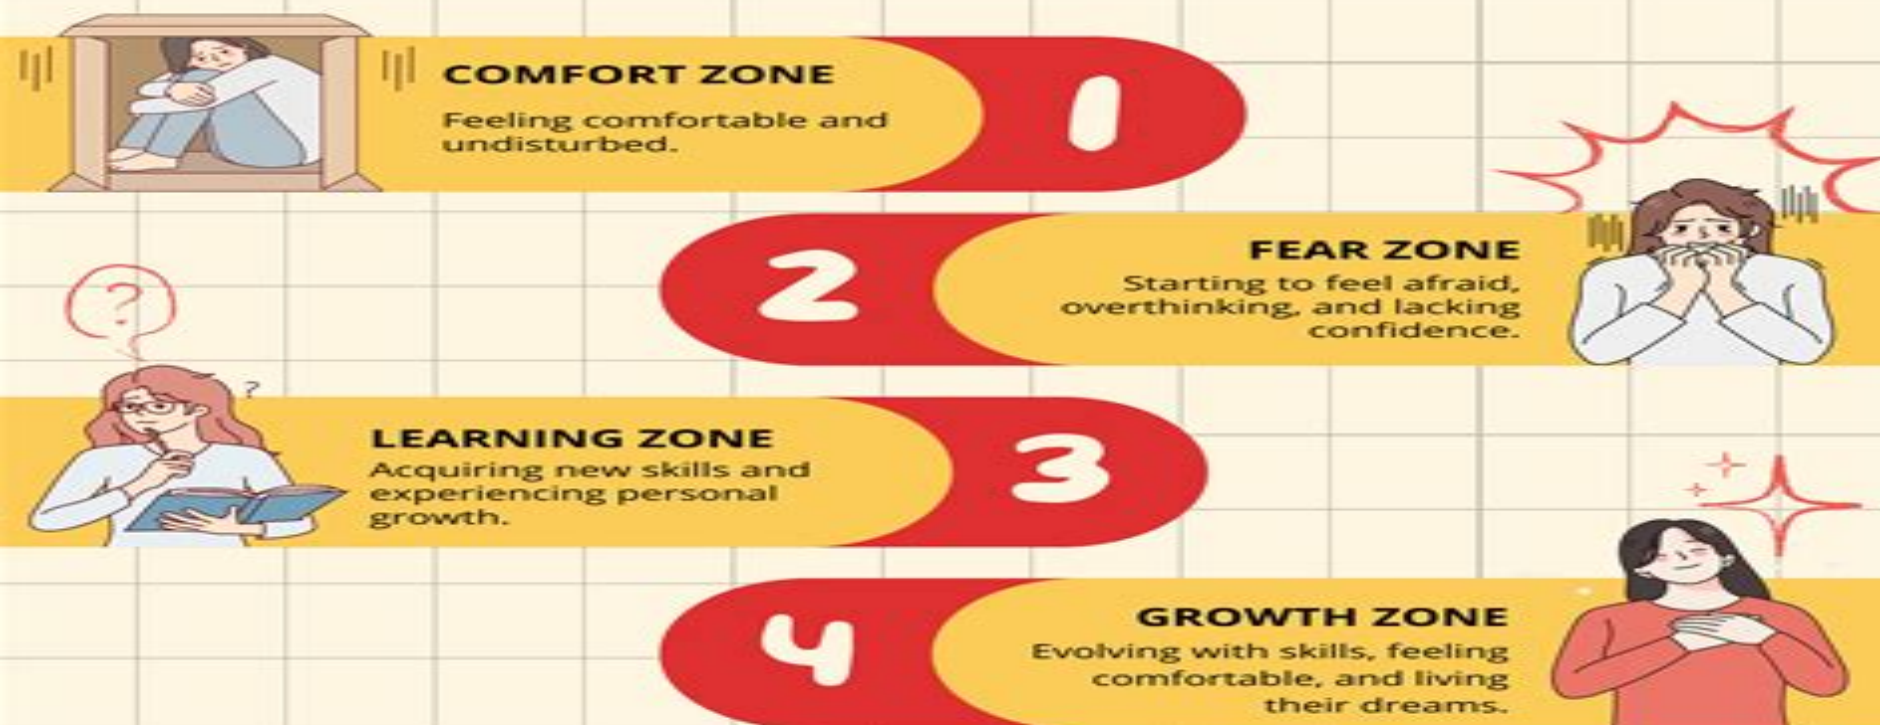 COMFORT ZONE
Feeling comfortable and
undisturbed.
1
2
FEAR ZONE
Starting to feel afraid,
overthinking, and lacking
confidence.
?
?
LEARNING ZONE
Acquiring new skills and
experiencing personal
growth.
3
4
GROWTH ZONE
Evolving with skills, feeling
comfortable, and living
their dreams.